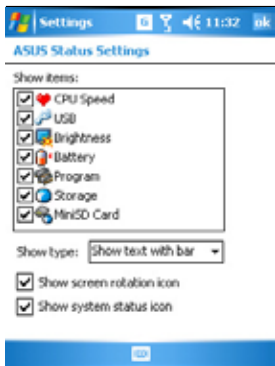 Settings 11:32 ok
ASUS Status Settings
Show items:
CPU Speed
USB
Brightness
Battery
Program
Storage
MiniSD Card
Show type: Show text with bar
Show screen rotation icon
Show system status icon